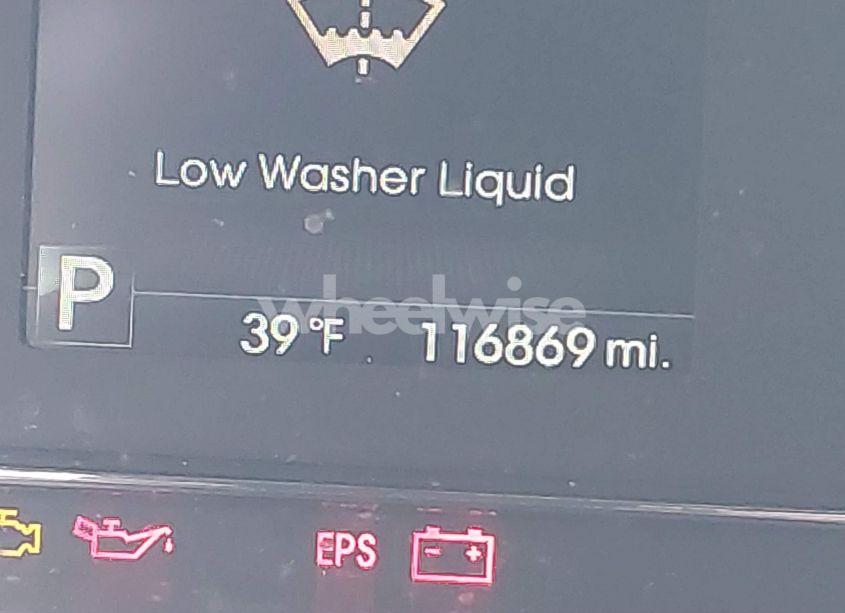 Low Washer Liquid
P
wheelwise
39°F 116869 mi.
EPS